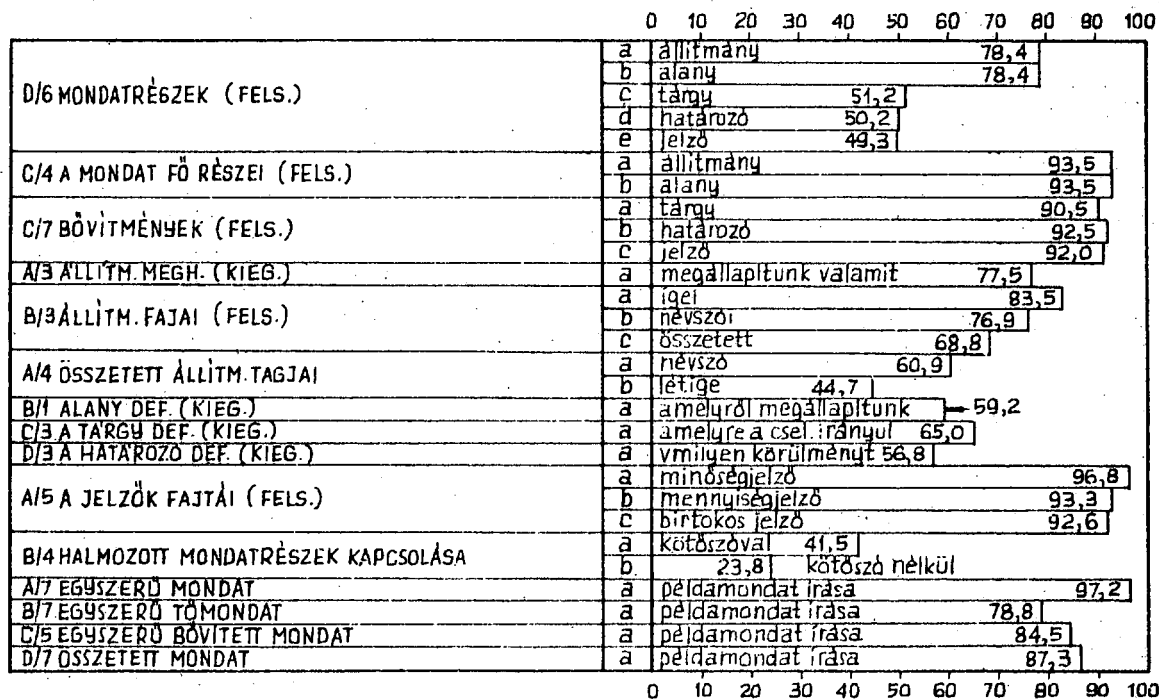 0 10 20 30 40 50 60 70 80 90 100
D/6 MONDATRÉSZEK (FELS.)
a állítmány 78,4
b alany 78,4
c tárgy 51,2
d határozó 50,2
e jelző 49,3
C/4 A MONDAT FŐ RÉSZEI (FELS.)
a állítmány 93,5
b alany 93,5
C/7 BŐVÍTMÉNYEK (FELS.)
a tárgy 90,5
b határozó 92,5
c jelző 92,0
A/3 ÁLLÍTM. MEGH. (KIEG.) a megállapítunk valamit 77,5
B/3 ÁLLÍTM. FAJAI (FELS.)
a igei 83,5
b névszói 76,9
c összetett 68,8
A/4 ÖSSZETETT ÁLLÍTM. TAGJAI
a névszó 60,9
b létige 44,7
B/1 ALANY DEF. (KIEG.) a amelyről megállapítunk 59,2
C/3 A TÁRGY DEF. (KIEG.) a amelyre a csel. irányul 65,0
D/3 A HATÁROZÓ DEF. (KIEG.) a vmilyen körülményt 56,8
A/5 A JELZŐK FAJTÁI (FELS.)
a minőségjelző 96,8
b mennyiségjelző 93,3
c birtokos jelző 92,6
B/4 HALMOZOTT MONDATRÉSZEK KAPCSOLÁSA
a kötőszóval 41,5
b 23,8 kötőszó nélkül
A/7 EGYSZERŰ MONDAT a példamondat írása 97,2
B/7 EGYSZERŰ TŐMONDAT a példamondat írása 78,8
C/5 EGYSZERŰ BŐVÍTETT MONDAT a példamondat írása 84,5
D/7 ÖSSZETETT MONDAT a példamondat írása 87,3
0 10 20 30 40 50 60 70 80 90 100